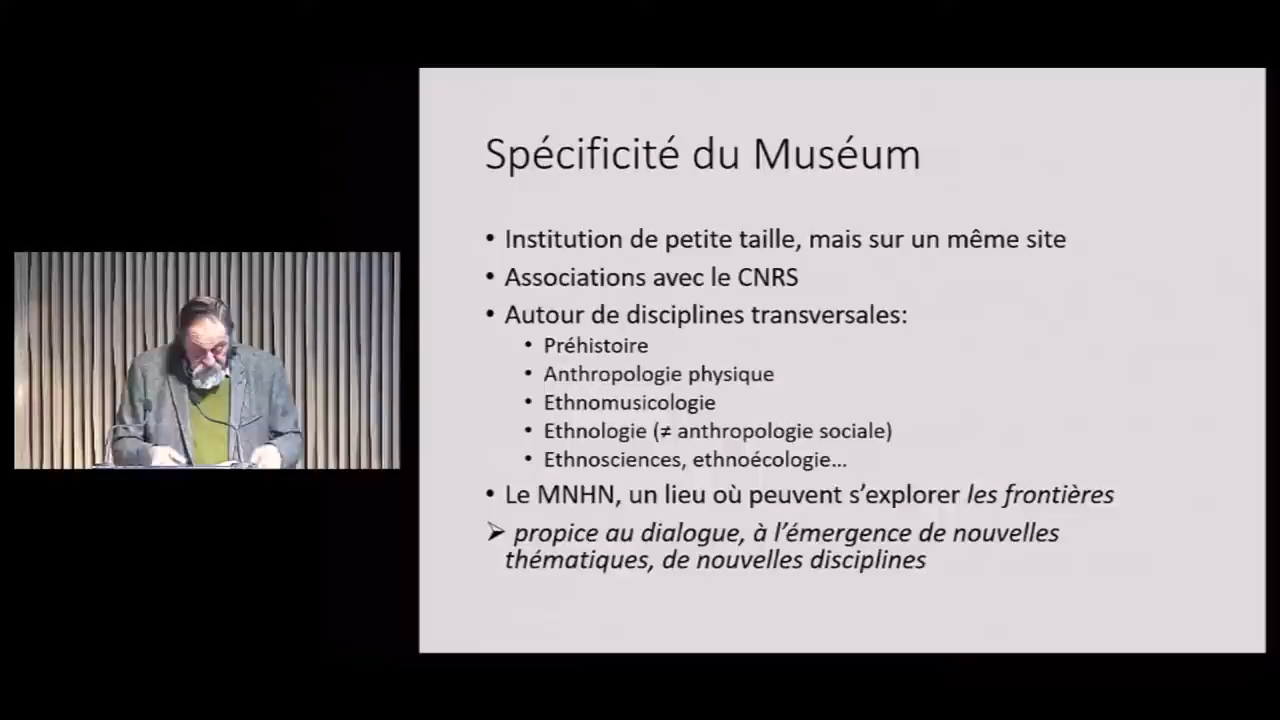 Spécificité du Muséum
• Institution de petite taille, mais sur un même site
• Associations avec le CNRS
• Autour de disciplines transversales:
• Préhistoire
• Anthropologie physique
• Ethnomusicologie
• Ethnologie (≠ anthropologie sociale)
• Ethnosciences, ethnoécologie…
• Le MNHN, un lieu où peuvent s’explorer les frontières
➢ propice au dialogue, à l’émergence de nouvelles
thématiques, de nouvelles disciplines